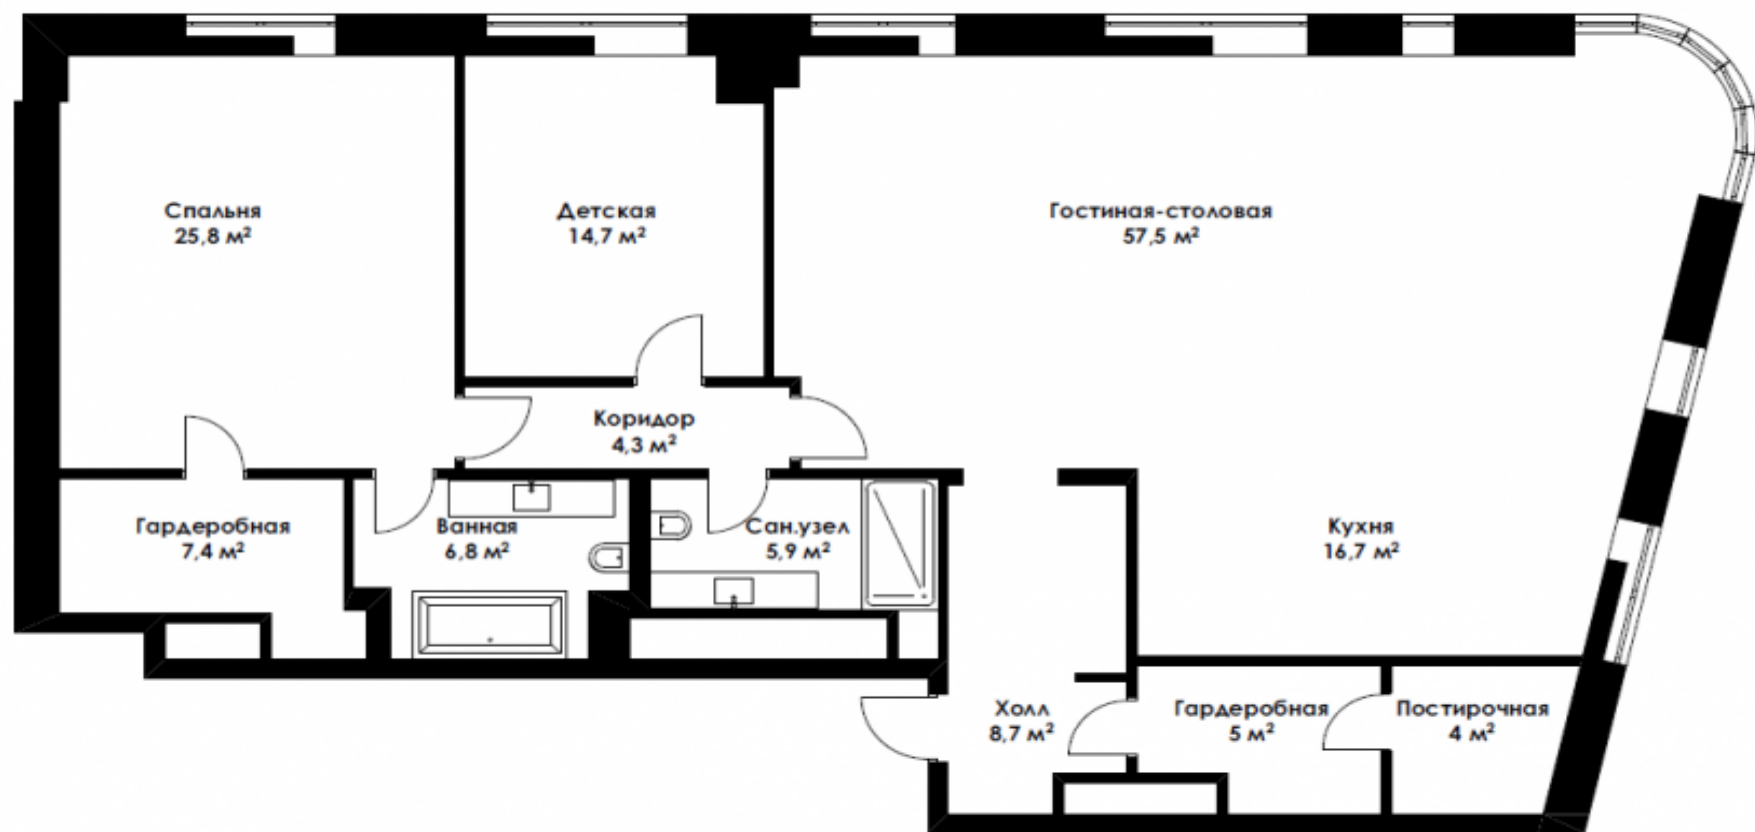 Спальня
25,8 м²
Детская
14,7 м²
Гостиная-столовая
57,5 м²
Коридор
4,3 м²
Гардеробная
7,4 м²
Ванная
6,8 м²
Сан.узел
5,9 м²
Кухня
16,7 м²
Холл
8,7 м²
Гардеробная
5 м²
Постирочная
4 м²